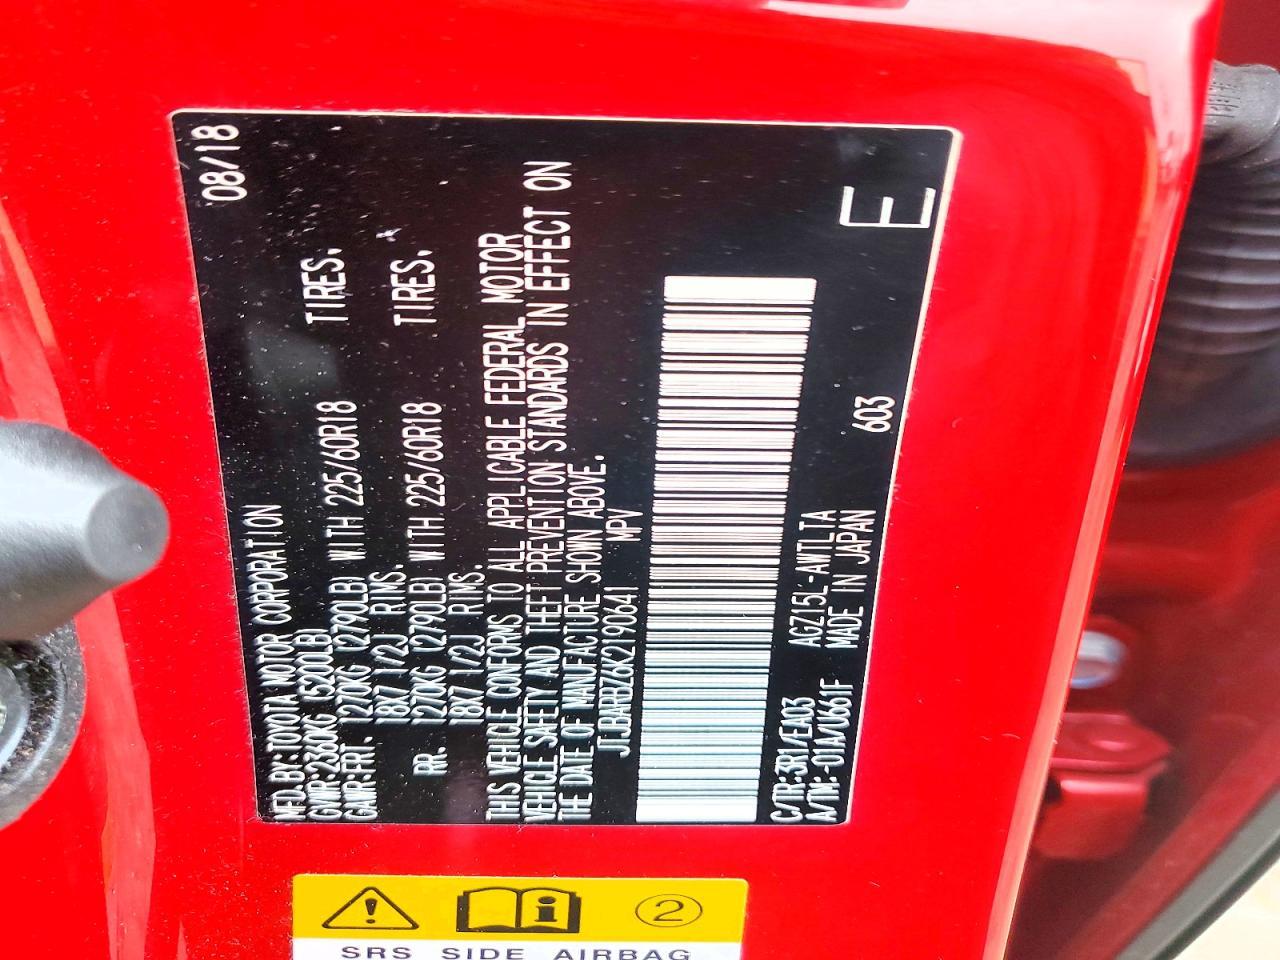 MFD.BY:TOYOTA MOTOR CORPORATION 08/18
GVWR:2360KG (5200LB)
GAWR:FRT. 1270KG (2790LB) WITH 225/60R18 TIRES.
18X7 1/2J RIMS.
RR. 1270KG (2790LB) WITH 225/60R18 TIRES.
18X7 1/2J RIMS.
THIS VEHICLE CONFORMS TO ALL APPLICABLE FEDERAL MOTOR
VEHICLE SAFETY AND THEFT PREVENTION STANDARDS IN EFFECT ON
THE DATE OF MANUFACTURE SHOWN ABOVE.
JTJBARBZ6K2190641 MPV
C/TR:3R1/EA03 AGZ15L-AWTLTA
A/TM:-01A/U661F MADE IN JAPAN 603 E
2
SRS SIDE AIRBAG